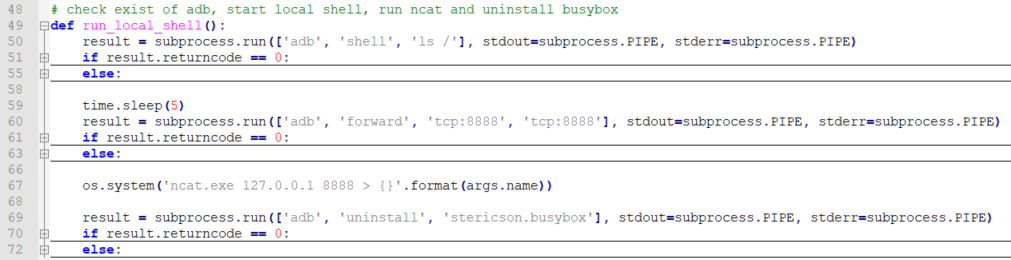 48 # check exist of adb, start local shell, run ncat and uninstall busybox
49 def run_local_shell():
50     result = subprocess.run(['adb', 'shell', 'ls /'], stdout=subprocess.PIPE, stderr=subprocess.PIPE)
51     if result.returncode == 0:
55     else:
58
59     time.sleep(5)
60     result = subprocess.run(['adb', 'forward', 'tcp:8888', 'tcp:8888'], stdout=subprocess.PIPE, stderr=subprocess.PIPE)
61     if result.returncode == 0:
63     else:
66
67     os.system('ncat.exe 127.0.0.1 8888 > {}'.format(args.name))
68
69     result = subprocess.run(['adb', 'uninstall', 'stericson.busybox'], stdout=subprocess.PIPE, stderr=subprocess.PIPE)
70     if result.returncode == 0:
72     else: